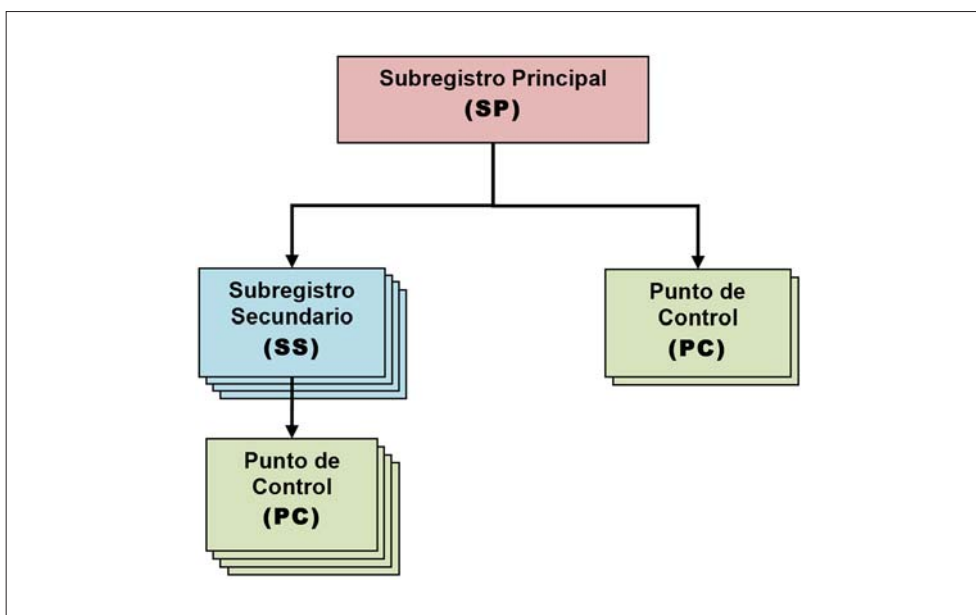 Subregistro Principal
(SP)
Subregistro
Secundario
(SS)
Punto de
Control
(PC)
Punto de
Control
(PC)